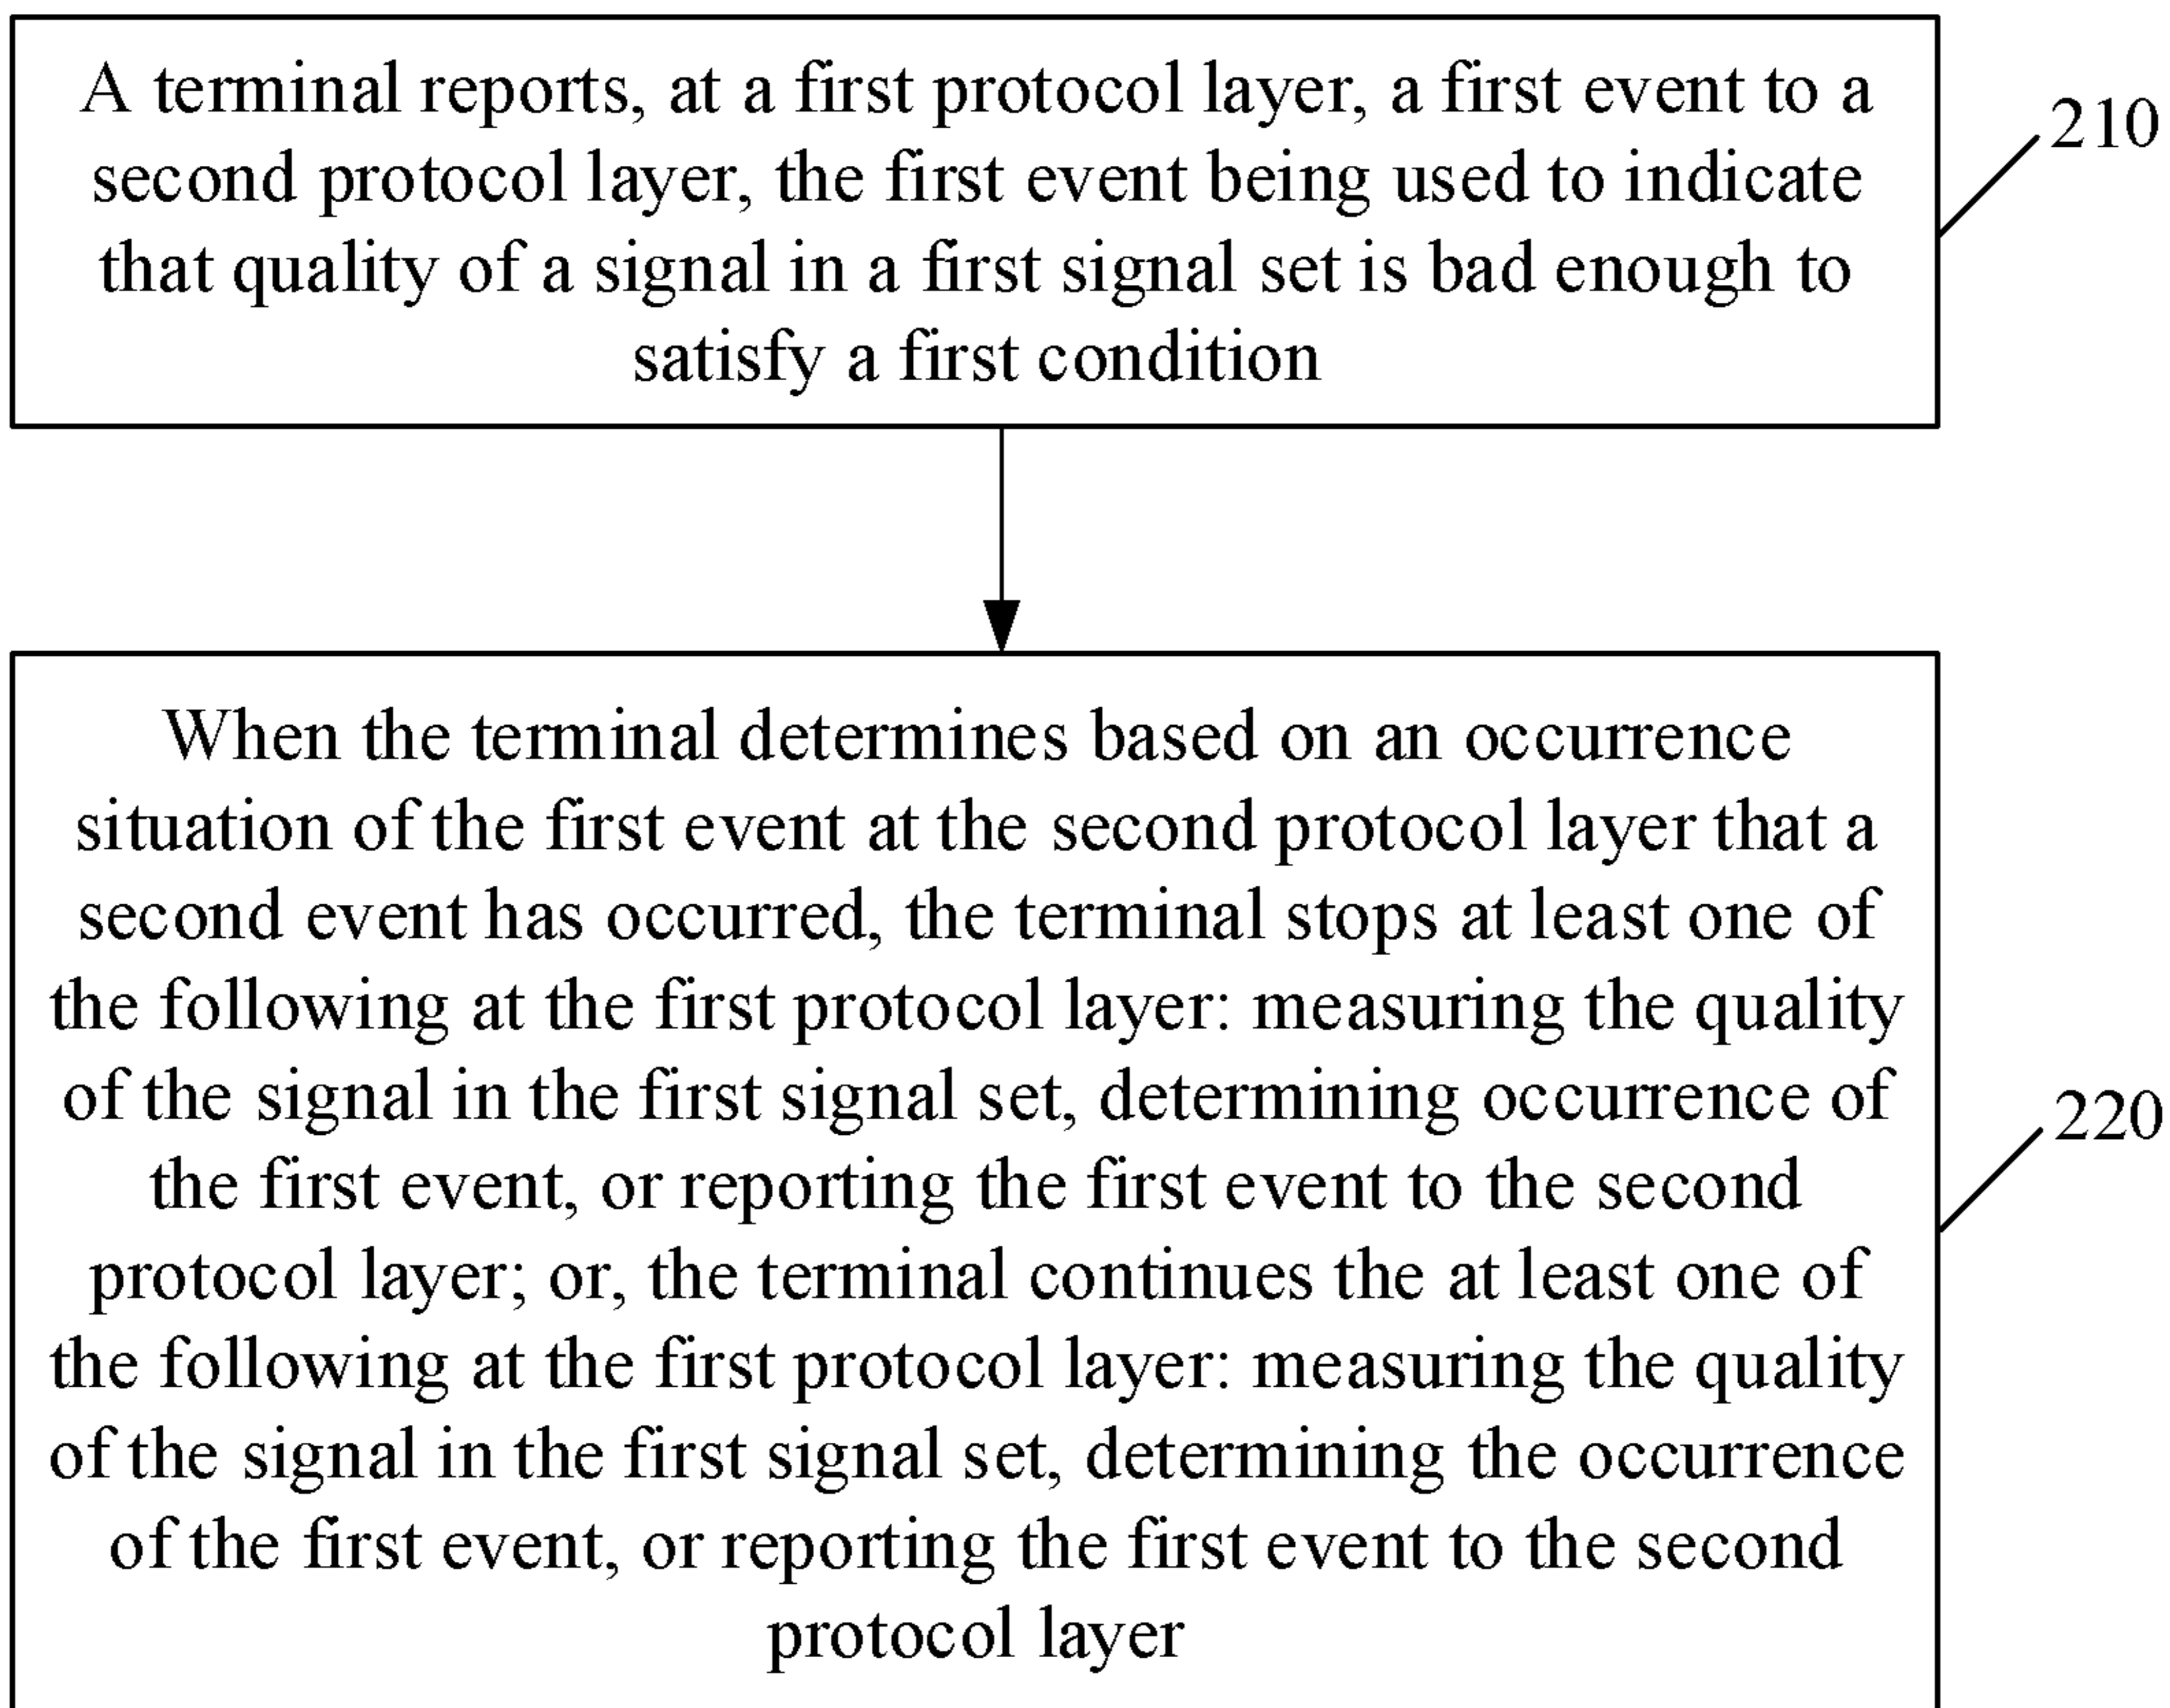 A terminal reports, at a first protocol layer, a first event to a
second protocol layer, the first event being used to indicate
that quality of a signal in a first signal set is bad enough to
satisfy a first condition
210
When the terminal determines based on an occurrence
situation of the first event at the second protocol layer that a
second event has occurred, the terminal stops at least one of
the following at the first protocol layer: measuring the quality
of the signal in the first signal set, determining occurrence of
the first event, or reporting the first event to the second
protocol layer; or, the terminal continues the at least one of
the following at the first protocol layer: measuring the quality
of the signal in the first signal set, determining the occurrence
of the first event, or reporting the first event to the second
protocol layer
220